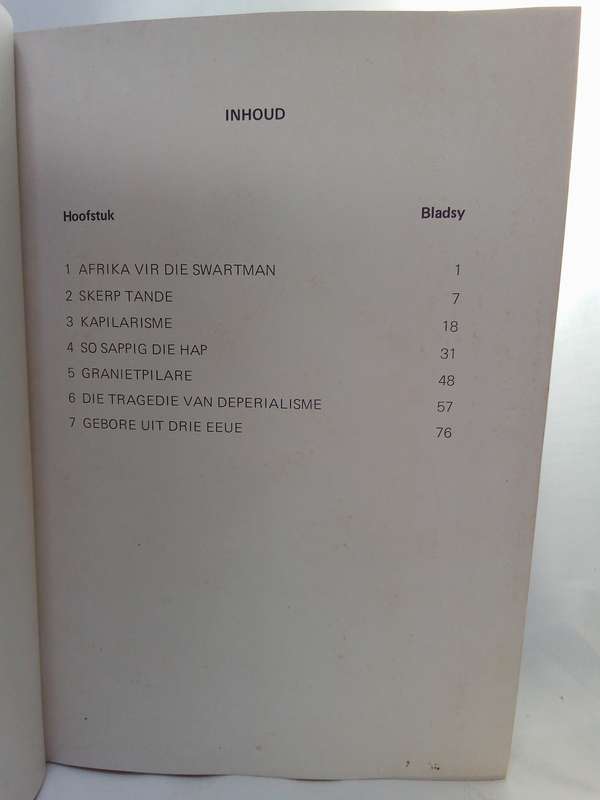 INHOUD
Hoofstuk Bladsy
1 AFRIKA VIR DIE SWARTMAN 1
2 SKERP TANDE 7
3 KAPILARISME 18
4 SO SAPPIG DIE HAP 31
5 GRANIETPILARE 48
6 DIE TRAGEDIE VAN DEPERIALISME 57
7 GEBORE UIT DRIE EEUE 76